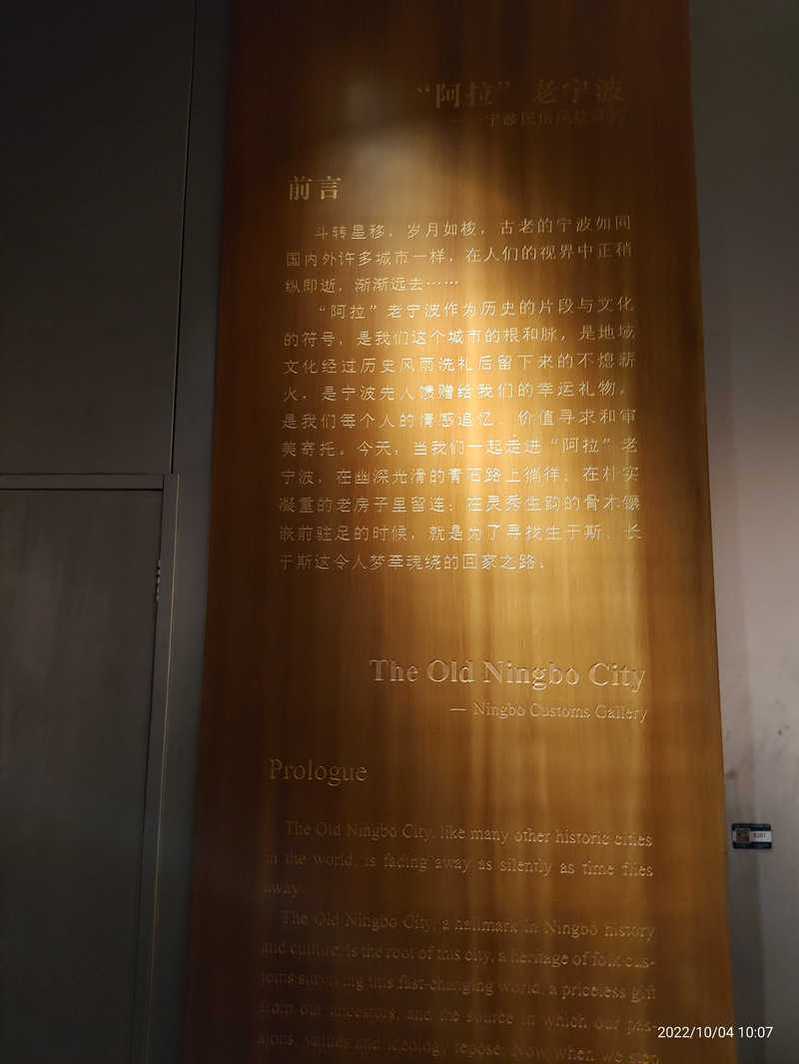 “阿拉”老宁波
前言
斗转星移，岁月如梭，古老的宁波如同
国内外许多城市一样，在人们的视界中正稍
纵即逝，渐渐远去……
“阿拉”老宁波作为历史的片段与文化
的符号，是我们这个城市的根和脉，是地域
文化经过历史风雨洗礼后留下来的不熄薪
火，是宁波先人馈赠给我们的幸运礼物，
是我们每个人的情感追忆、价值寻求和审
美寄托。今天，当我们一起走进“阿拉”老
宁波，在幽深光滑的青石路上徜徉；在朴实
凝重的老房子里留连；在灵秀生韵的骨木镶
嵌前驻足的时候，就是为了寻找生于斯、长
于斯这令人梦牵魂绕的回家之路。
The Old Ningbo City
— Ningbo Customs Gallery
Prologue
The Old Ningbo City, like many other historic cities
in the world, is fading away as silently as time flies
away.
The Old Ningbo City, a hallmark in Ningbo history
and culture, is the root of this city, a heritage of folk cus-
toms surviving this fast-changing world, a priceless gift
from our ancestors, and the source in which our pas-
sions, values and ideology repose. Now when we step
2022/10/04 10:07